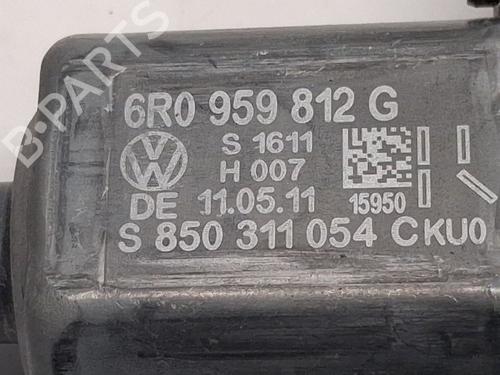 6R0 959 812 G
S 1611
H 007
DE 11.05.11
15950
S 850 311 054 C KU0
B-PARTS